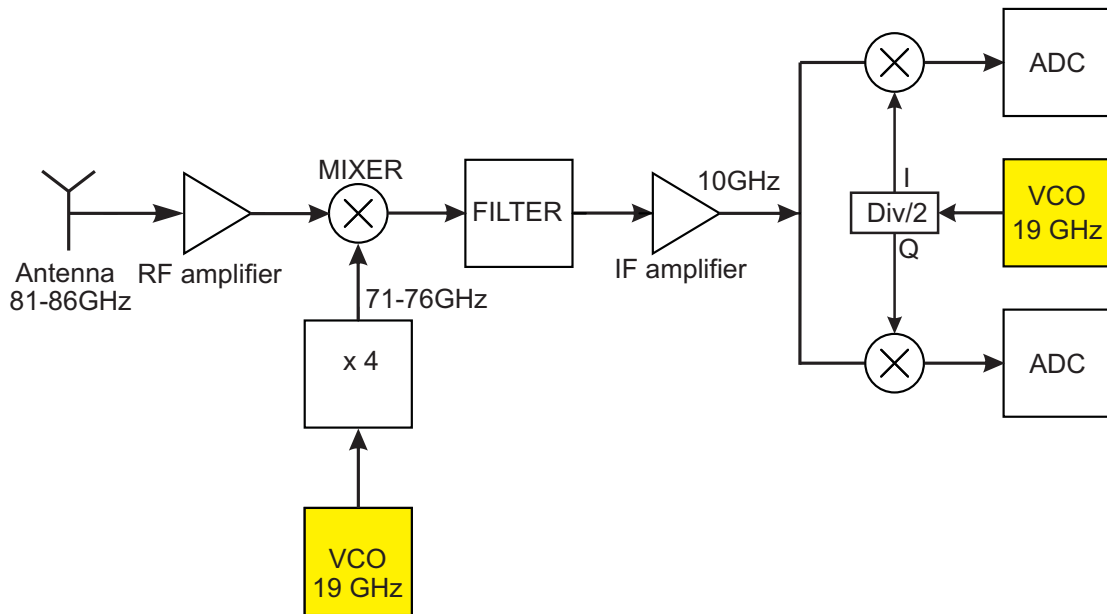 ADC
MIXER
10GHz
I
FILTER
Div/2
VCO
19 GHz
Q
Antenna
81-86GHz
RF amplifier
IF amplifier
71-76GHz
x 4
ADC
VCO
19 GHz